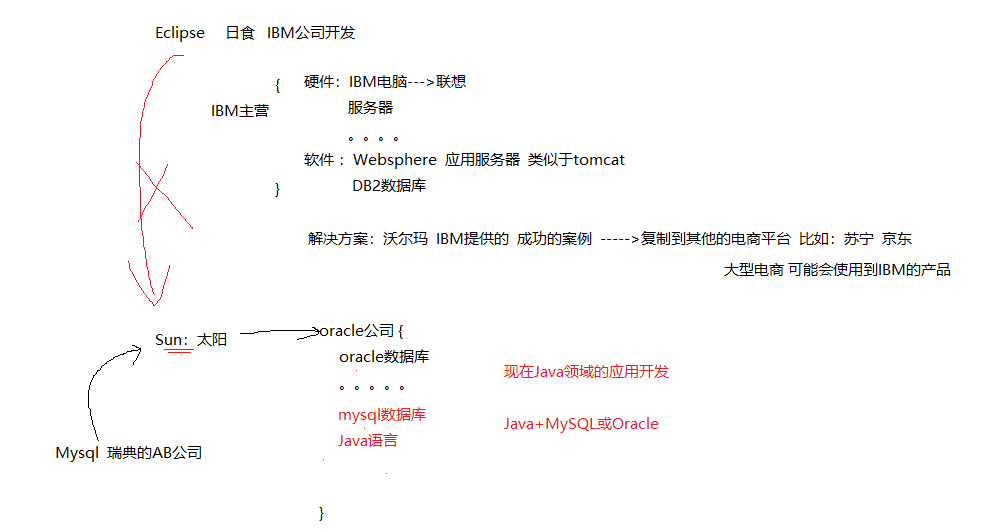 Eclipse 日食 IBM公司开发
{ 硬件：IBM电脑--->联想
IBM主营 服务器
。。。。
软件 ：Websphere 应用服务器 类似于tomcat
} DB2数据库
解决方案：沃尔玛 IBM提供的 成功的案例 ----->复制到其他的电商平台 比如：苏宁 京东
大型电商 可能会使用到IBM的产品
Sun：太阳 oracle公司 {
oracle数据库
现在Java领域的应用开发
。。。。。
mysql数据库
Java+MySQL或Oracle
Java语言
Mysql 瑞典的AB公司
}